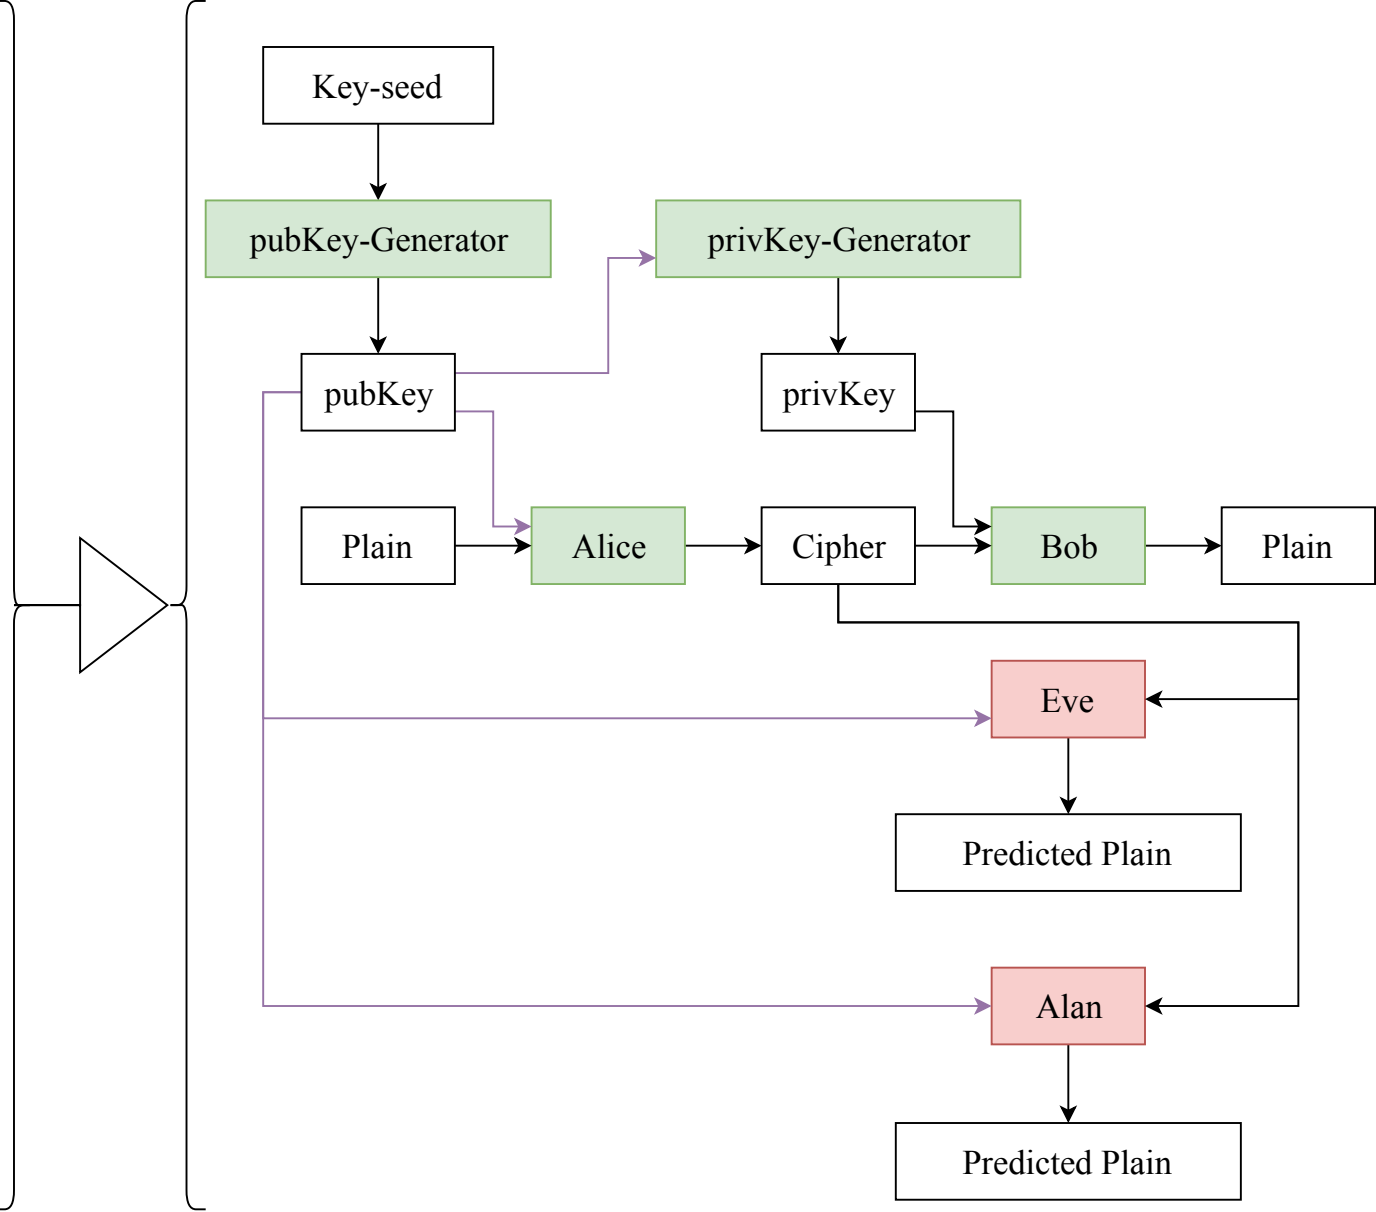 Key-seed
pubKey-Generator
privKey-Generator
pubKey
privKey
Plain
Alice
Cipher
Bob
Plain
Eve
Predicted Plain
Alan
Predicted Plain